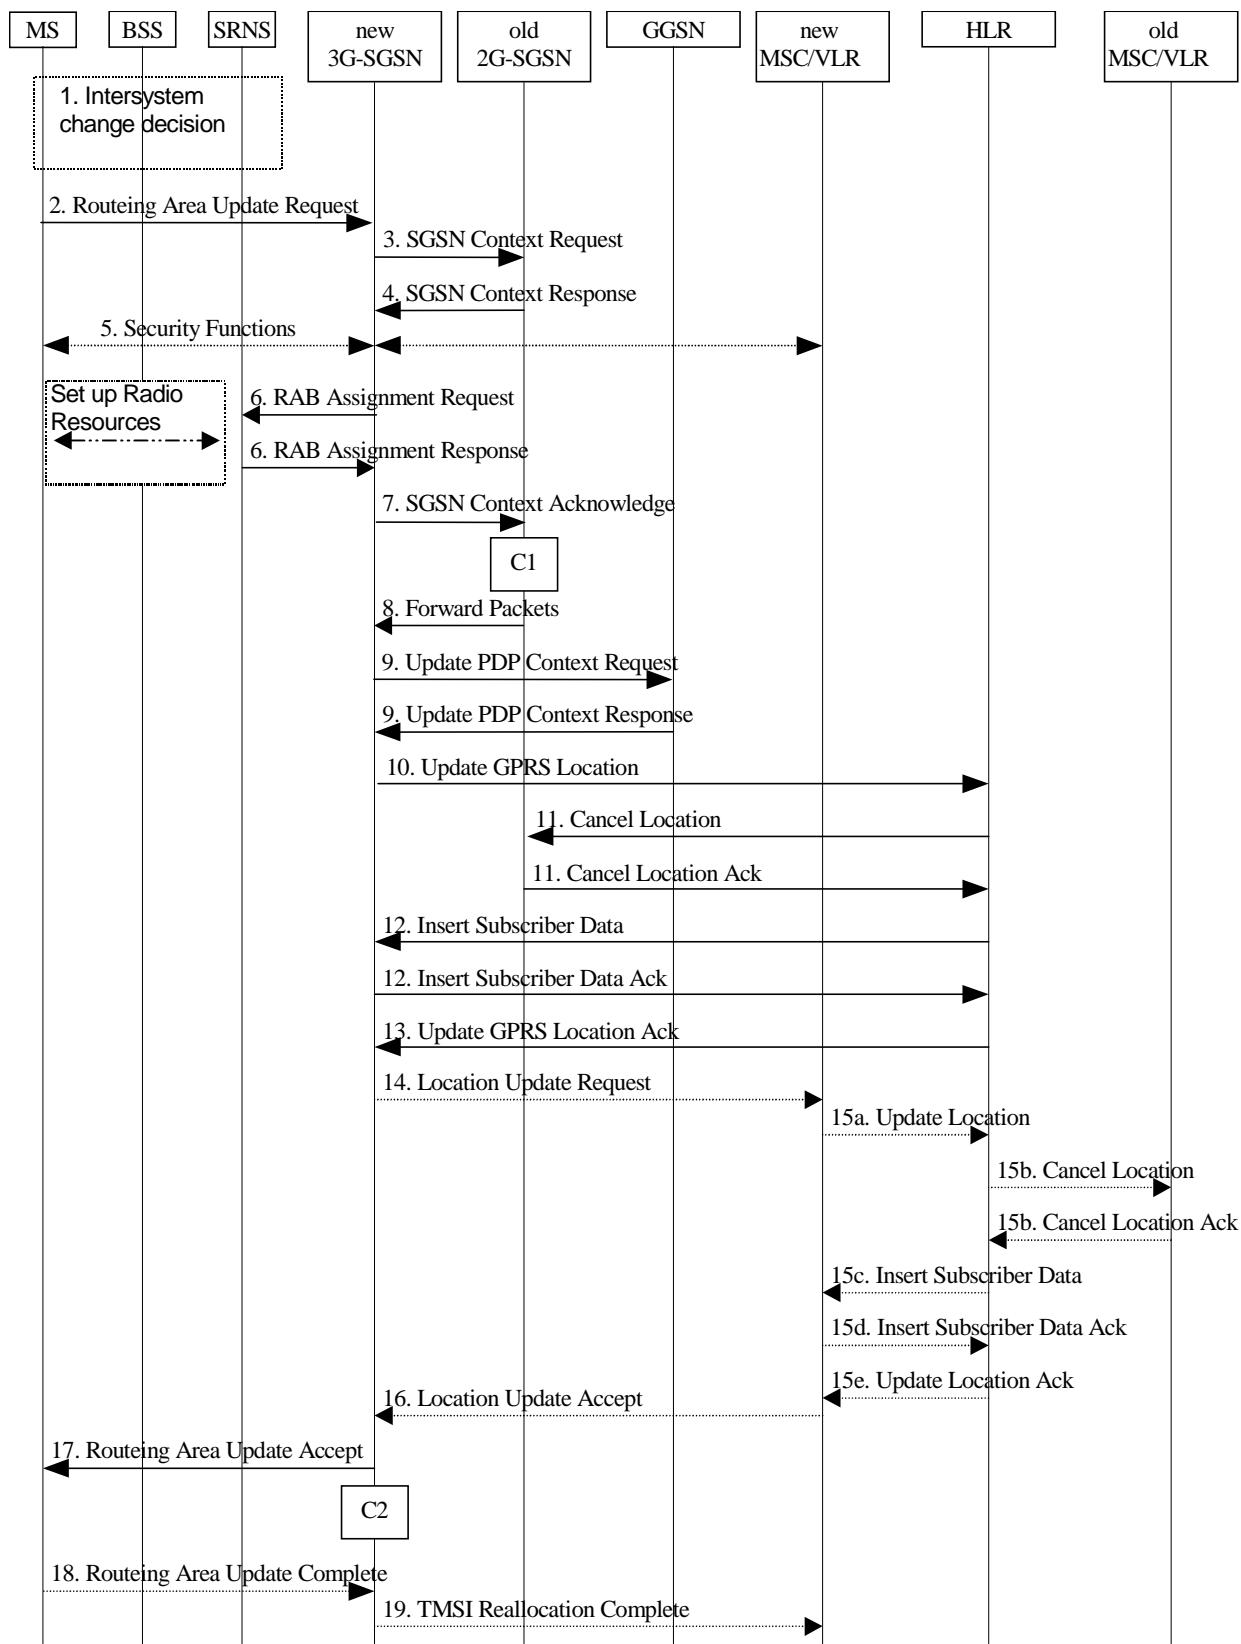 MS
BSS
SRNS
new
3G-SGSN
old
2G-SGSN
GGSN
new
MSC/VLR
HLR
old
MSC/VLR
1. Intersystem
change decision
2. Routeing Area Update Request
3. SGSN Context Request
4. SGSN Context Response
5. Security Functions
Set up Radio
Resources
6. RAB Assignment Request
6. RAB Assignment Response
7. SGSN Context Acknowledge
C1
8. Forward Packets
9. Update PDP Context Request
9. Update PDP Context Response
10. Update GPRS Location
11. Cancel Location
11. Cancel Location Ack
12. Insert Subscriber Data
12. Insert Subscriber Data Ack
13. Update GPRS Location Ack
14. Location Update Request
15a. Update Location
15b. Cancel Location
15b. Cancel Location Ack
15c. Insert Subscriber Data
15d. Insert Subscriber Data Ack
15e. Update Location Ack
16. Location Update Accept
17. Routeing Area Update Accept
C2
18. Routeing Area Update Complete
19. TMSI Reallocation Complete